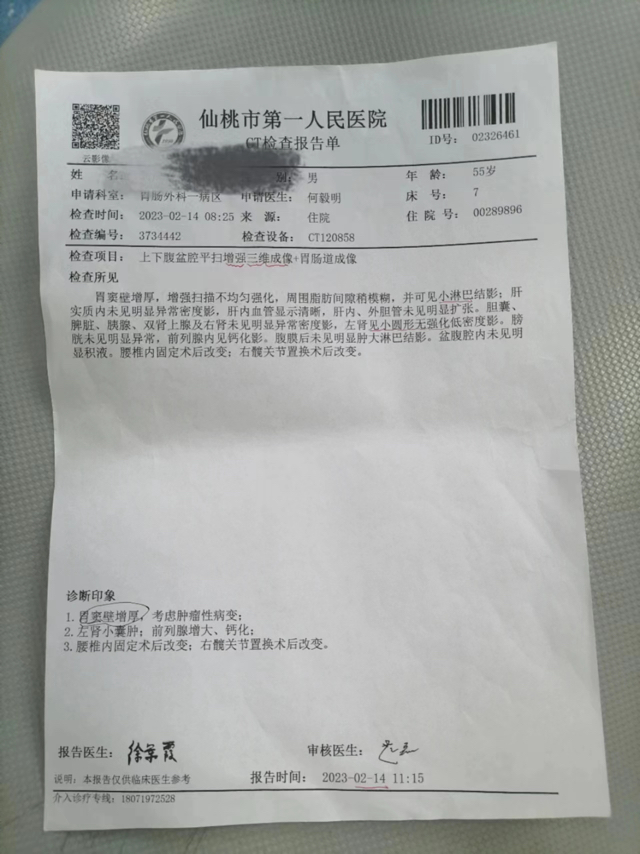 仙桃市第一人民医院
CT检查报告单
云影像
ID号: 02326461
姓 男 年 龄: 55岁
申请科室: 胃肠外科一病区 申请医生: 何毅明 床 号: 7
检查时间: 2023-02-14 08:25 来 源: 住院 住 院 号: 00289896
检查编号: 3734442 检查设备: CT120858
检查项目: 上下腹盆腔平扫增强三维成像+胃肠道成像
检查所见
胃窦壁增厚，增强扫描不均匀强化，周围脂肪间隙稍模糊，并可见小淋巴结影；肝
实质内未见明显异常密度影，肝内血管显示清晰，肝内、外胆管未见明显扩张。胆囊、
脾脏、胰腺、双肾上腺及右肾未见明显异常密度影，左肾见小圆形无强化低密度影。膀
胱未见明显异常，前列腺内见钙化影。腹膜后未见明显肿大淋巴结影。盆腹腔内未见明
显积液。腰椎内固定术后改变；右髋关节置换术后改变。
诊断印象
1. 胃窦壁增厚，考虑肿瘤性病变；
2. 左肾小囊肿；前列腺增大、钙化；
3. 腰椎内固定术后改变；右髋关节置换术后改变。
报告医生: 审核医生:
说明: 本报告仅供临床医生参考 报告时间: 2023-02-14 11:15
介入诊疗专线: 18071972528